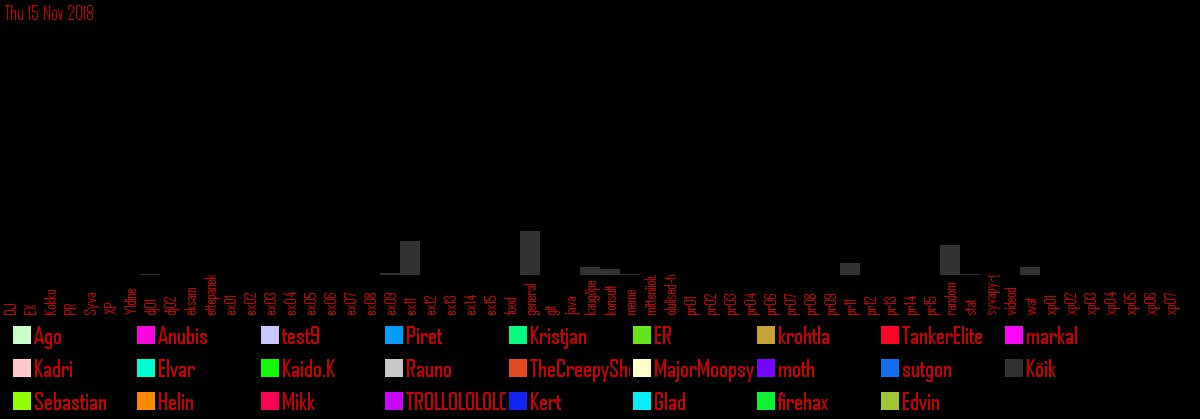 Thu 15 Nov 2018
DJ EX Kokku PR Syva XP Yldine dj01 dj02 eksam ettepanek ex01 ex02 ex03 ex04 ex05 ex06 ex07 ex08 ex09 ex11 ex12 ex13 ex14 ex15 food general git java kaugõpe konsult meme mitteniiol olulised-t pr01 pr02 pr03 pr04 pr06 pr07 pr08 pr09 pr11 pr12 pr13 pr14 pr15 random stat videod wat xp01 xp02 xp03 xp04 xp05 xp06 xp07
Ago Anubis test9 Piret Kristjan ER krohtla TankerElite markal
Kadri Elvar Kaido.K Rauno TheCreepySh MajorMoopsy moth sutgon Kõik
Sebastian Helin Mikk TROLLOLOLOLO Kert Glad firehax Edvin